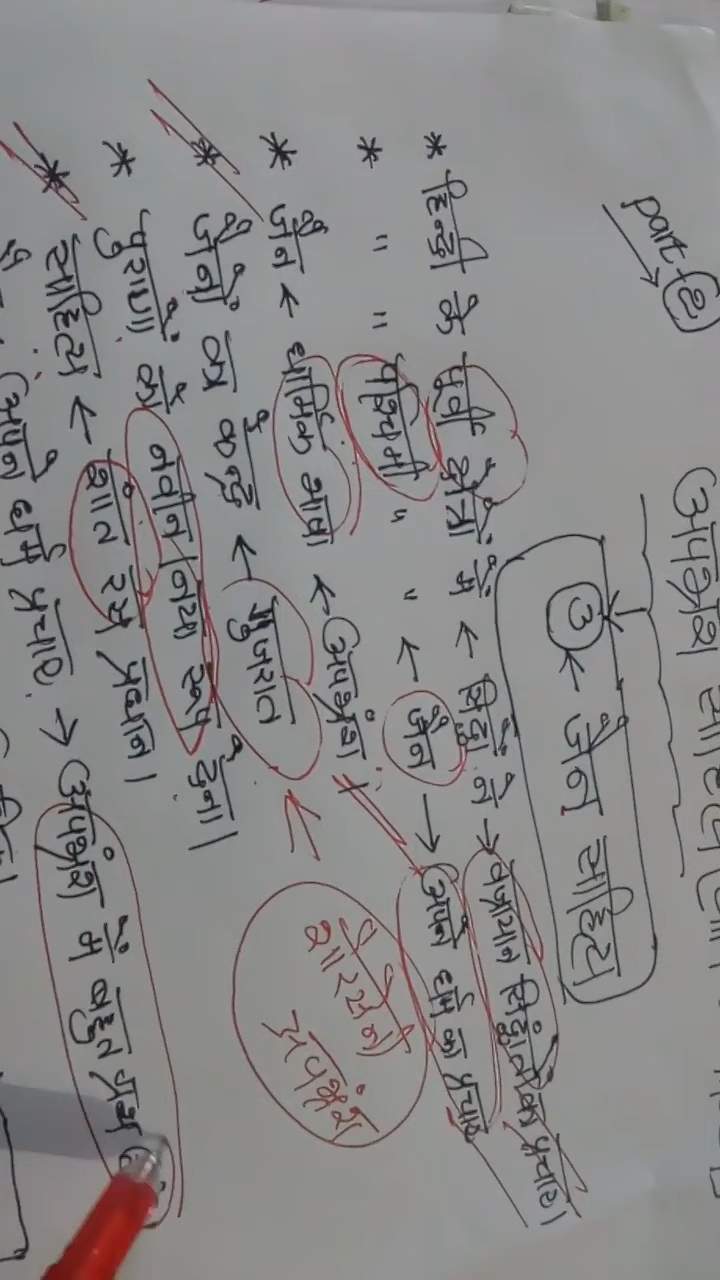 part-②
अपभ्रंश
③ ← जैन साहित्य
* हिन्दी के पूर्वी क्षेत्रों में ← सिद्धों ने → वज्रयान सिद्धांत का प्रचार।
* " " पश्चिमी " " ← जैन → अपने धर्म का प्रचार
* जैन ← धार्मिक भाषा ← अपभ्रंश।
* जैनों का केन्द्र ← गुजरात ←
शौरसेनी
अपभ्रंश
* पुराणों को नवीन/नया रूप देना।
* साहित्य ← शांत रस प्रधान।
अपने धर्म प्रचार → अपभ्रंश में बहुत ग्रंथ